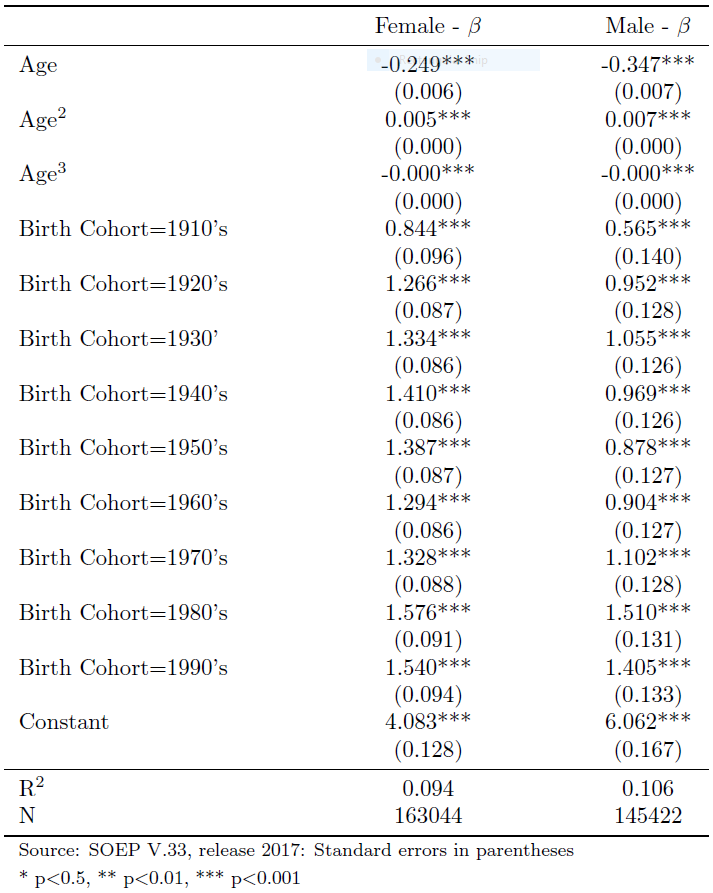 Female - β Male - β
Age -0.249*** -0.347***
(0.006) (0.007)
Age² 0.005*** 0.007***
(0.000) (0.000)
Age³ -0.000*** -0.000***
(0.000) (0.000)
Birth Cohort=1910's 0.844*** 0.565***
(0.096) (0.140)
Birth Cohort=1920's 1.266*** 0.952***
(0.087) (0.128)
Birth Cohort=1930' 1.334*** 1.055***
(0.086) (0.126)
Birth Cohort=1940's 1.410*** 0.969***
(0.086) (0.126)
Birth Cohort=1950's 1.387*** 0.878***
(0.087) (0.127)
Birth Cohort=1960's 1.294*** 0.904***
(0.086) (0.127)
Birth Cohort=1970's 1.328*** 1.102***
(0.088) (0.128)
Birth Cohort=1980's 1.576*** 1.510***
(0.091) (0.131)
Birth Cohort=1990's 1.540*** 1.405***
(0.094) (0.133)
Constant 4.083*** 6.062***
(0.128) (0.167)
R² 0.094 0.106
N 163044 145422
Source: SOEP V.33, release 2017: Standard errors in parentheses
* p<0.5, ** p<0.01, *** p<0.001